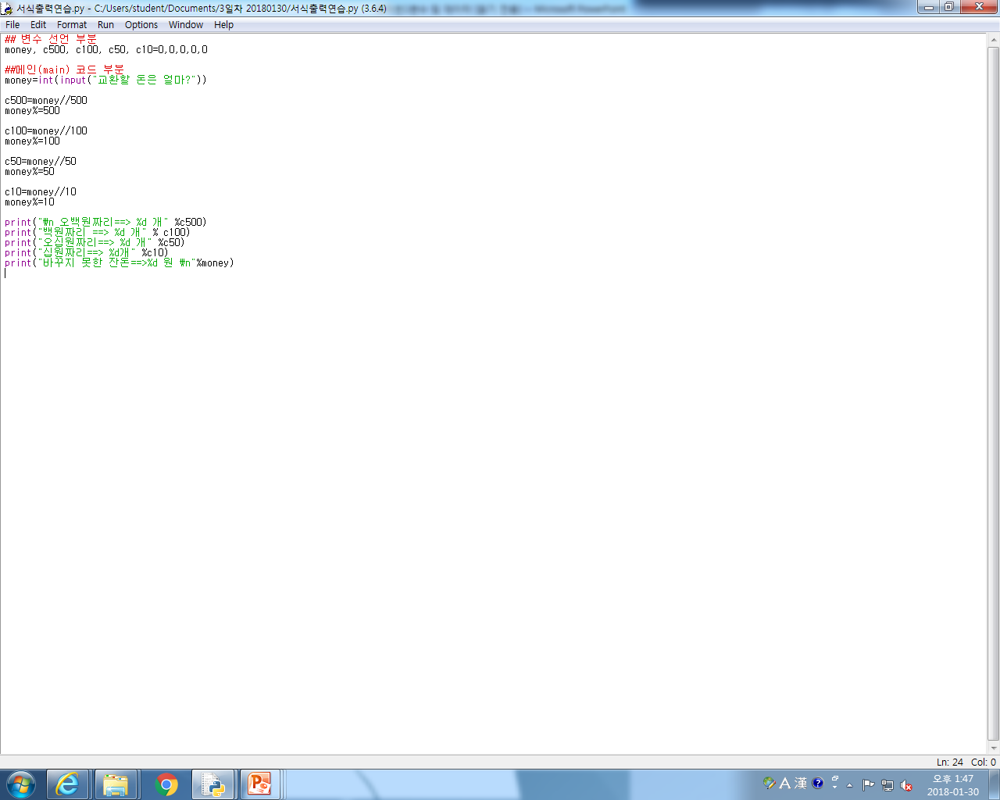 서식출력연습.py - C:/Users/student/Documents/3일차 20180130/서식출력연습.py (3.6.4)
File Edit Format Run Options Window Help
## 변수 선언 부분
money, c500, c100, c50, c10=0,0,0,0,0
##메인(main) 코드 부분
money=int(input("교환할 돈은 얼마?"))
c500=money//500
money%=500
c100=money//100
money%=100
c50=money//50
money%=50
c10=money//10
money%=10
print("₩n 오백원짜리==> %d 개" %c500)
print("백원짜리 ==> %d 개" % c100)
print("오십원짜리==> %d 개" %c50)
print("십원짜리==> %d개" %c10)
print("바꾸지 못한 잔돈==>%d 원 ₩n"%money)
Ln: 24 Col: 0
A 漢
오후 1:47
2018-01-30